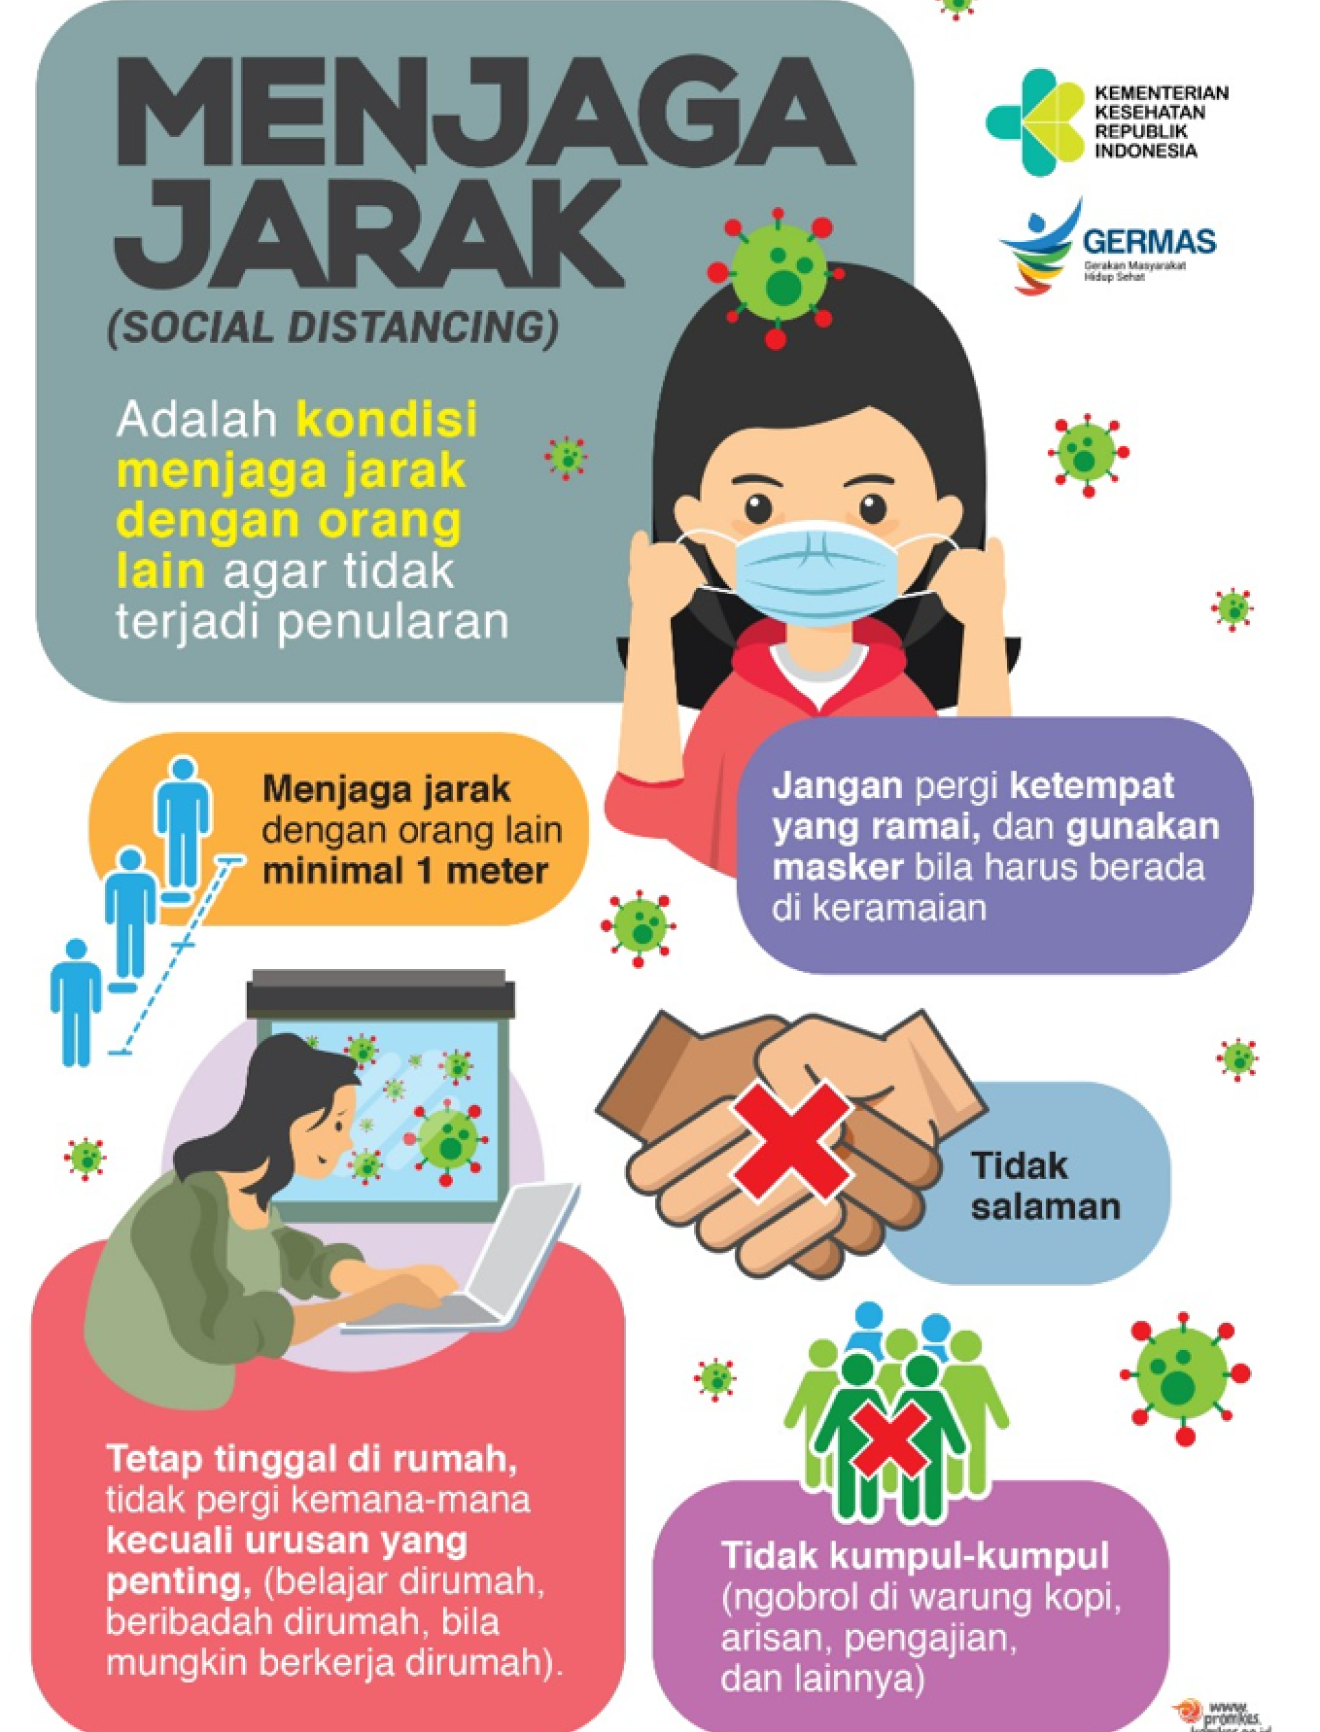 MENJAGA
JARAK
(SOCIAL DISTANCING)
Adalah kondisi
menjaga jarak
dengan orang
lain agar tidak
terjadi penularan
KEMENTERIAN
KESEHATAN
REPUBLIK
INDONESIA
GERMAS
Gerakan Masyarakat
Hidup Sehat
Menjaga jarak
dengan orang lain
minimal 1 meter
Jangan pergi ketempat
yang ramai, dan gunakan
masker bila harus berada
di keramaian
Tidak
salaman
Tetap tinggal di rumah,
tidak pergi kemana-mana
kecuali urusan yang
penting, (belajar dirumah,
beribadah dirumah, bila
mungkin berkerja dirumah).
Tidak kumpul-kumpul
(ngobrol di warung kopi,
arisan, pengajian,
dan lainnya)
www.
promkes.